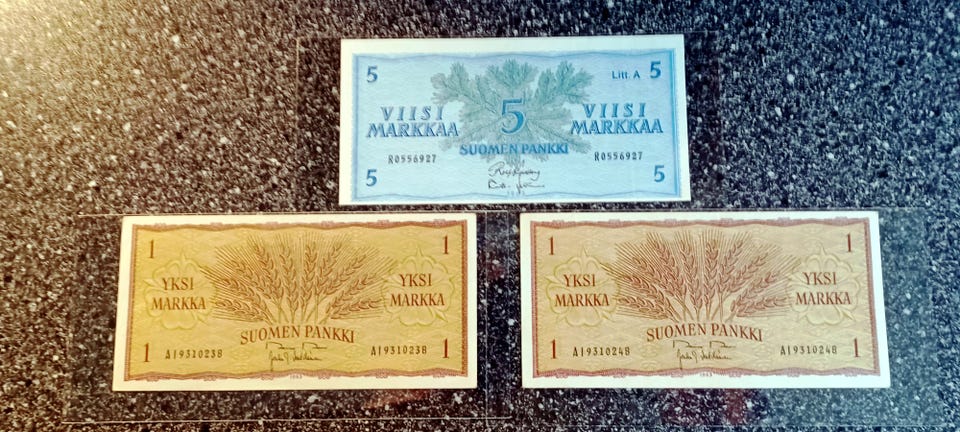 5 Litt. A 5
VIISI 5 VIISI
MARKKAA MARKKAA
SUOMEN PANKKI
R0556927 R0556927
5 5
1 1
YKSI YKSI
MARKKA MARKKA
SUOMEN PANKKI
1 A19310238 A19310238 1
1963
1 1
YKSI YKSI
MARKKA MARKKA
SUOMEN PANKKI
1 A19310248 A19310248 1
1963